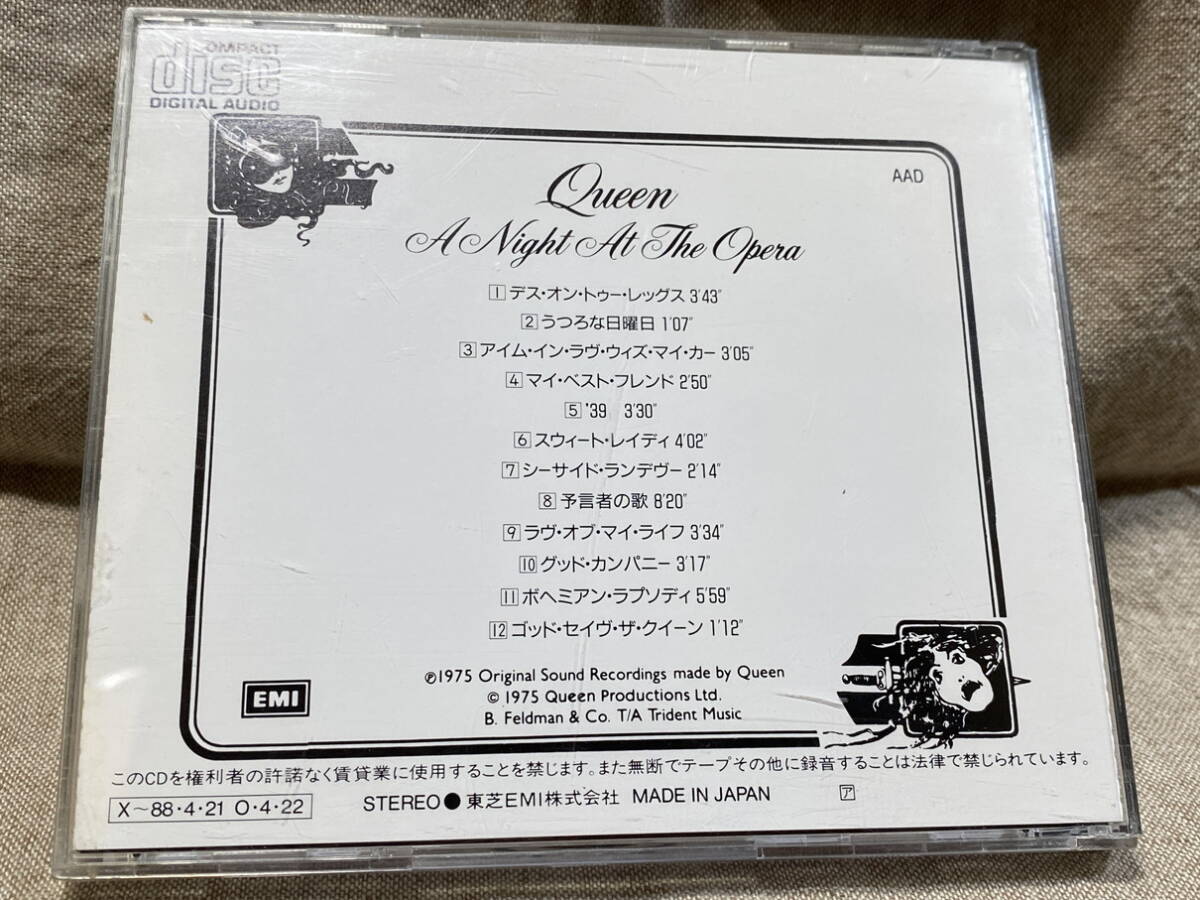 COMPACT
disc
DIGITAL AUDIO
AAD
Queen
A Night At The Opera
1 デス・オン・トゥー・レッグス 3'43"
2 うつろな日曜日 1'07"
3 アイム・イン・ラヴ・ウィズ・マイ・カー 3'05"
4 マイ・ベスト・フレンド 2'50"
5 '39 3'30"
6 スウィート・レイディ 4'02"
7 シーサイド・ランデヴー 2'14"
8 予言者の歌 8'20"
9 ラヴ・オブ・マイ・ライフ 3'34"
10 グッド・カンパニー 3'17"
11 ボヘミアン・ラプソディ 5'59"
12 ゴッド・セイヴ・ザ・クイーン 1'12"
℗1975 Original Sound Recordings made by Queen
© 1975 Queen Productions Ltd.
B. Feldman & Co. T/A Trident Music
EMI
このCDを権利者の許諾なく賃貸業に使用することを禁じます。また無断でテープその他に録音することは法律で禁じられています。
X〜88・4・21 O・4・22
STEREO● 東芝EMI株式会社 MADE IN JAPAN ア